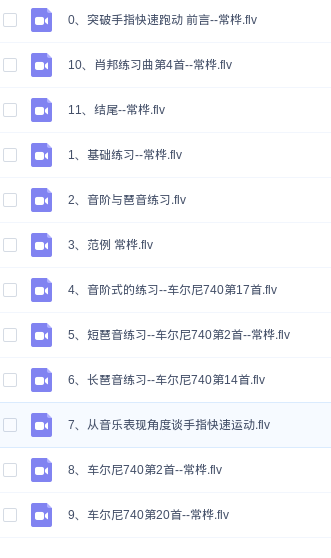 0、突破手指快速跑动 前言--常桦.flv
10、肖邦练习曲第4首--常桦.flv
11、结尾--常桦.flv
1、基础练习--常桦.flv
2、音阶与琶音练习.flv
3、范例 常桦.flv
4、音阶式的练习--车尔尼740第17首.flv
5、短琶音练习--车尔尼740第2首--常桦.flv
6、长琶音练习--车尔尼740第14首.flv
7、从音乐表现角度谈手指快速运动.flv
8、车尔尼740第2首--常桦.flv
9、车尔尼740第20首--常桦.flv